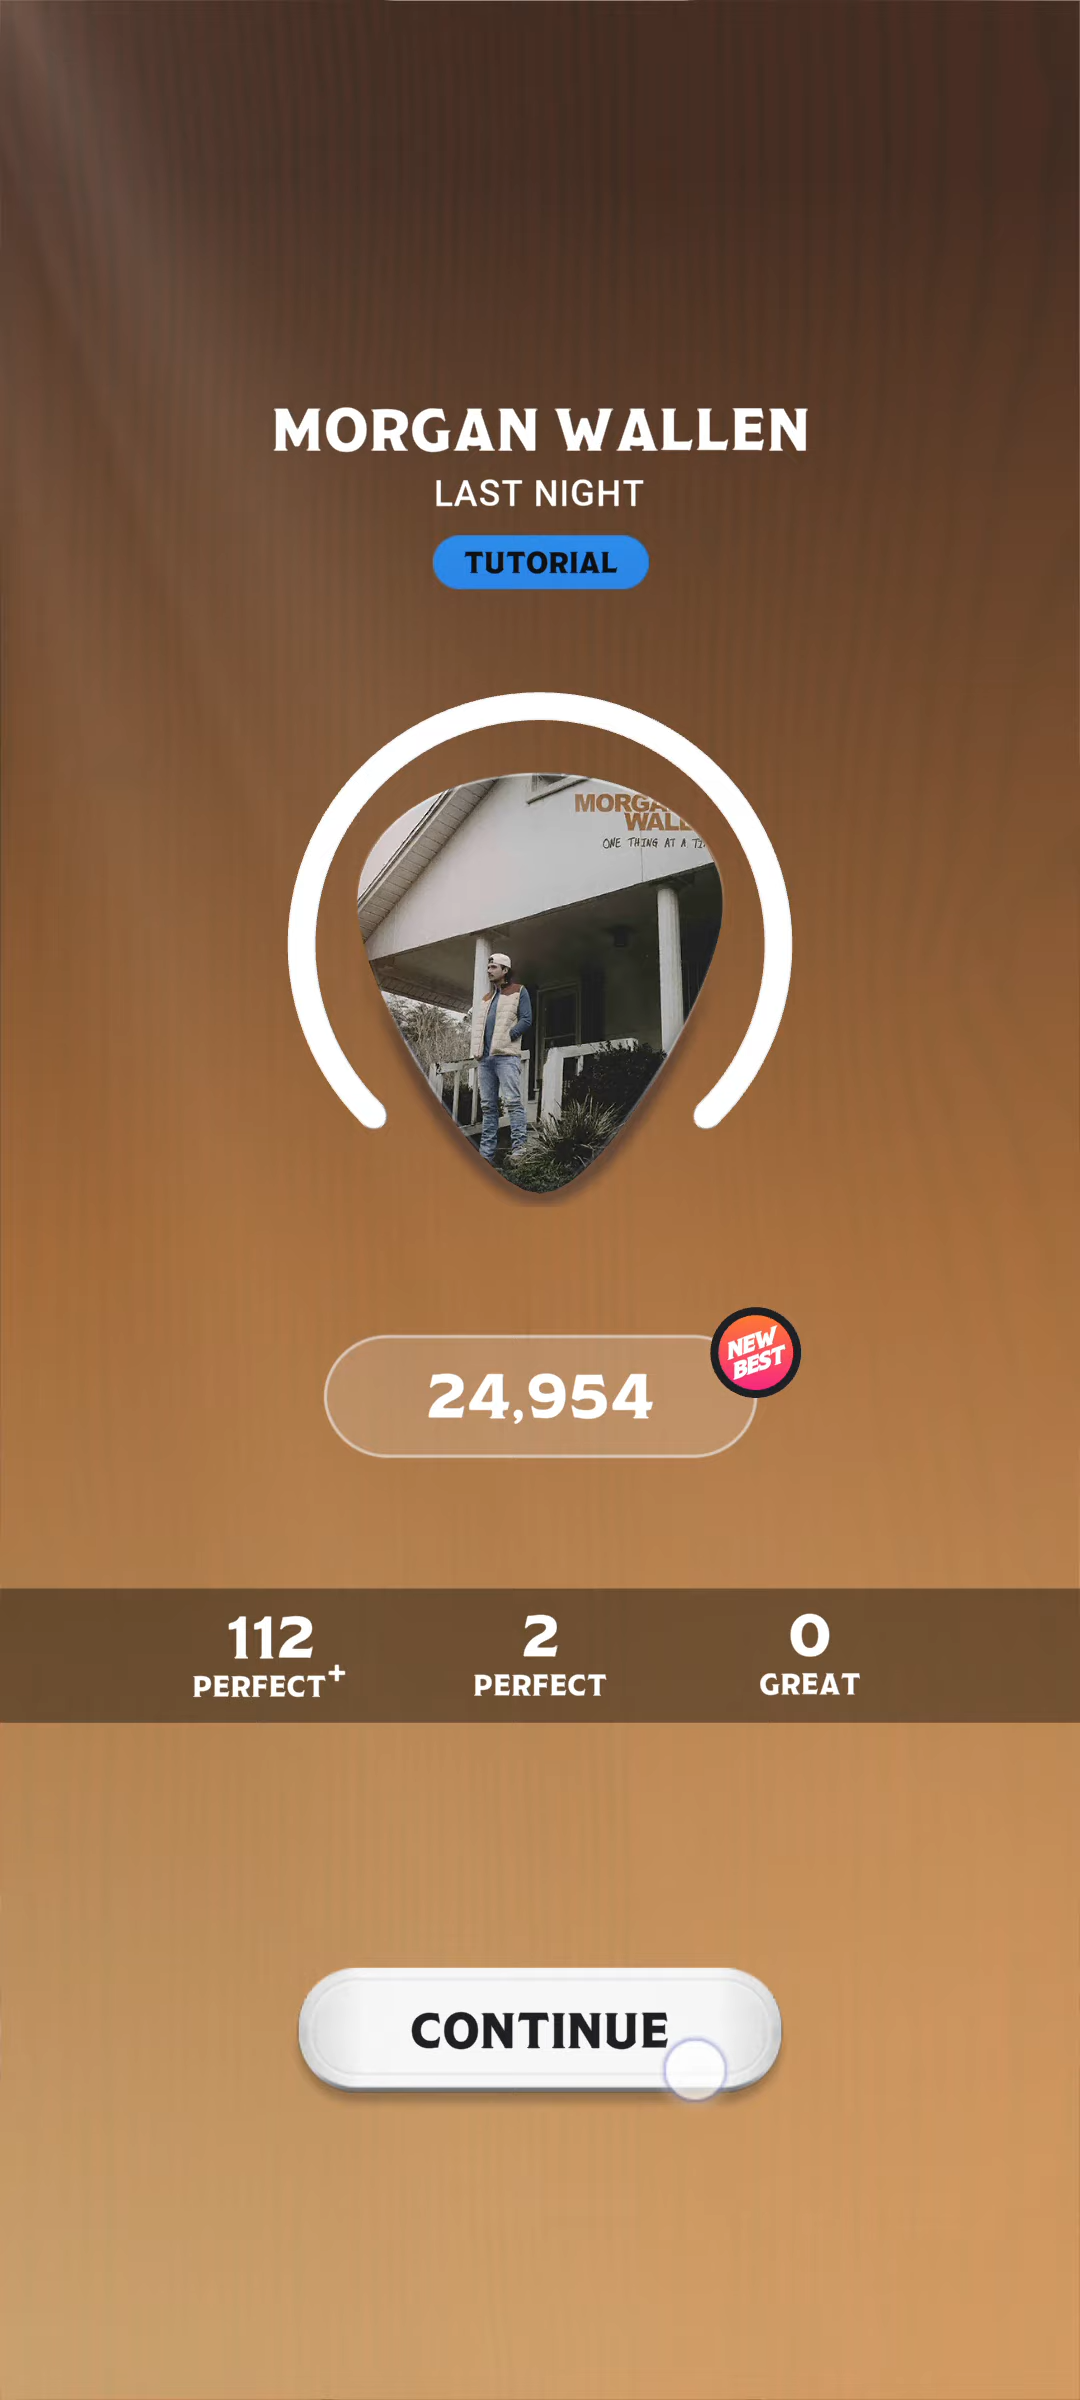 MORGAN WALLEN
LAST NIGHT
TUTORIAL
WALL
ONE THING AT A
24,954
NEW
BEST
112
PERFECT+
2
PERFECT
0
GREAT
CONTINUE